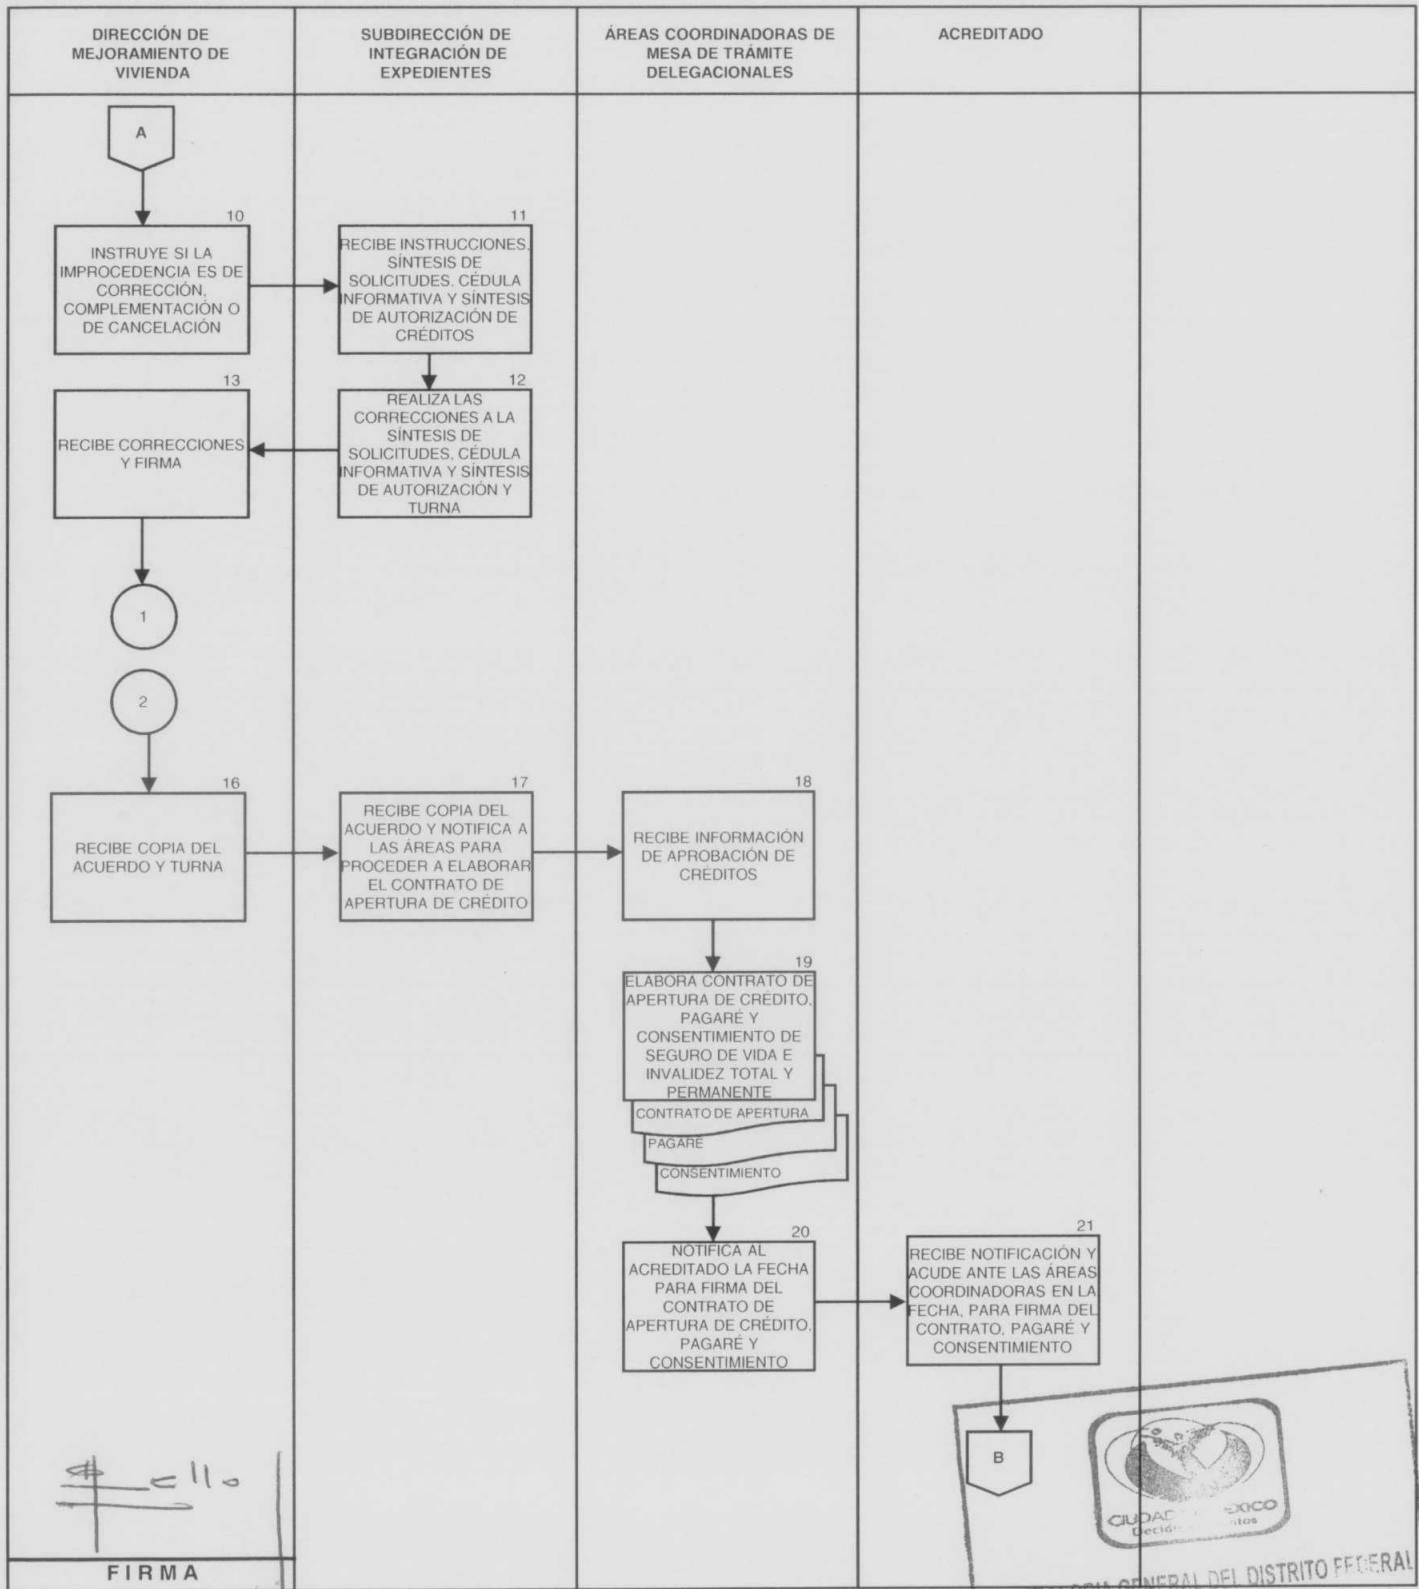 DIRECCIÓN DE
MEJORAMIENTO DE
VIVIENDA
SUBDIRECCIÓN DE
INTEGRACIÓN DE
EXPEDIENTES
ÁREAS COORDINADORAS DE
MESA DE TRÁMITE
DELEGACIONALES
ACREDITADO
A
10
INSTRUYE SI LA
IMPROCEDENCIA ES DE
CORRECCIÓN,
COMPLEMENTACIÓN O
DE CANCELACIÓN
11
RECIBE INSTRUCCIONES,
SÍNTESIS DE
SOLICITUDES. CÉDULA
INFORMATIVA Y SÍNTESIS
DE AUTORIZACIÓN DE
CRÉDITOS
13
RECIBE CORRECCIONES
Y FIRMA
12
REALIZA LAS
CORRECCIONES A LA
SÍNTESIS DE
SOLICITUDES, CÉDULA
INFORMATIVA Y SÍNTESIS
DE AUTORIZACIÓN Y
TURNA
1
2
16
RECIBE COPIA DEL
ACUERDO Y TURNA
17
RECIBE COPIA DEL
ACUERDO Y NOTIFICA A
LAS ÁREAS PARA
PROCEDER A ELABORAR
EL CONTRATO DE
APERTURA DE CRÉDITO
18
RECIBE INFORMACIÓN
DE APROBACIÓN DE
CRÉDITOS
19
ELABORA CONTRATO DE
APERTURA DE CRÉDITO,
PAGARÉ Y
CONSENTIMIENTO DE
SEGURO DE VIDA E
INVALIDEZ TOTAL Y
PERMANENTE
CONTRATO DE APERTURA
PAGARÉ
CONSENTIMIENTO
20
NOTIFICA AL
ACREDITADO LA FECHA
PARA FIRMA DEL
CONTRATO DE
APERTURA DE CRÉDITO,
PAGARÉ Y
CONSENTIMIENTO
21
RECIBE NOTIFICACIÓN Y
ACUDE ANTE LAS ÁREAS
COORDINADORAS EN LA
FECHA, PARA FIRMA DEL
CONTRATO, PAGARÉ Y
CONSENTIMIENTO
B
CIUDAD
GENERAL DEL DISTRITO FEDERAL
FIRMA